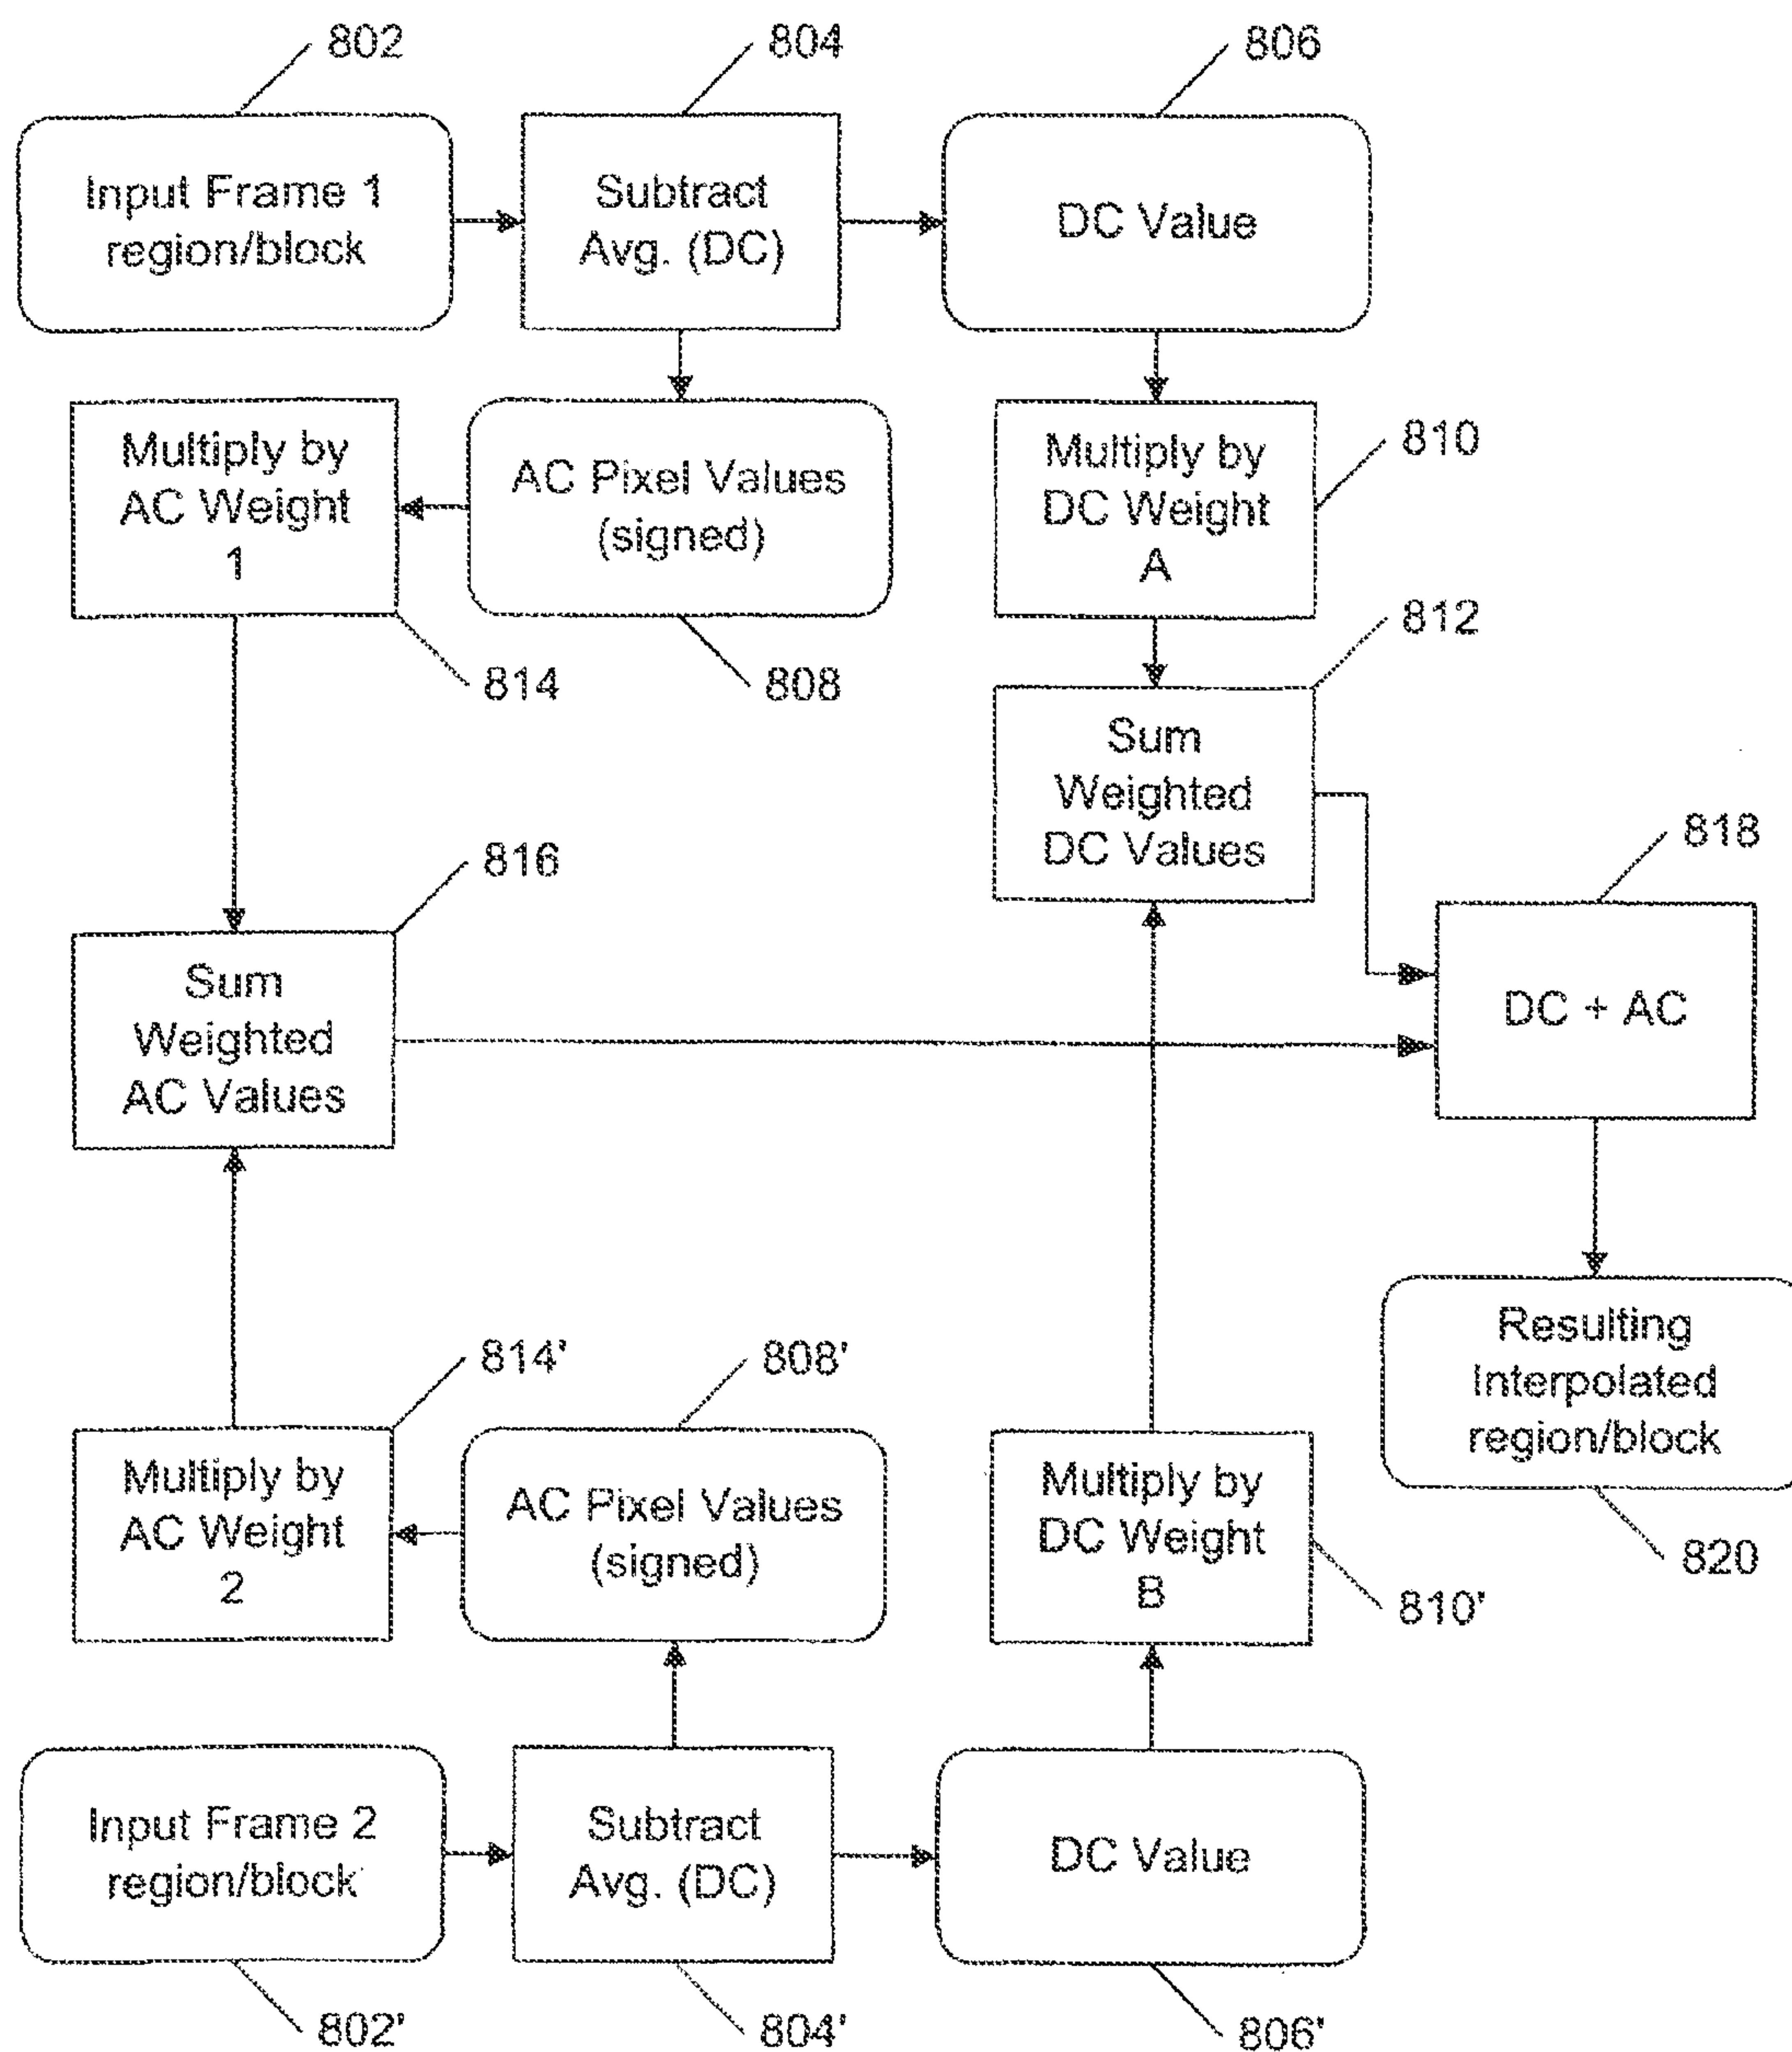 802
804
806
Input Frame 1
region/block
Subtract
Avg. (DC)
DC Value
Multiply by
AC Weight
1
AC Pixel Values
(signed)
Multiply by
DC Weight
A
810
814
808
812
Sum
Weighted
DC Values
816
818
Sum
Weighted
AC Values
DC + AC
814'
808'
Resulting
Interpolated
region/block
Multiply by
AC Weight
2
AC Pixel Values
(signed)
Multiply by
DC Weight
B
820
810'
Input Frame 2
region/block
Subtract
Avg. (DC)
DC Value
802'
804'
806'